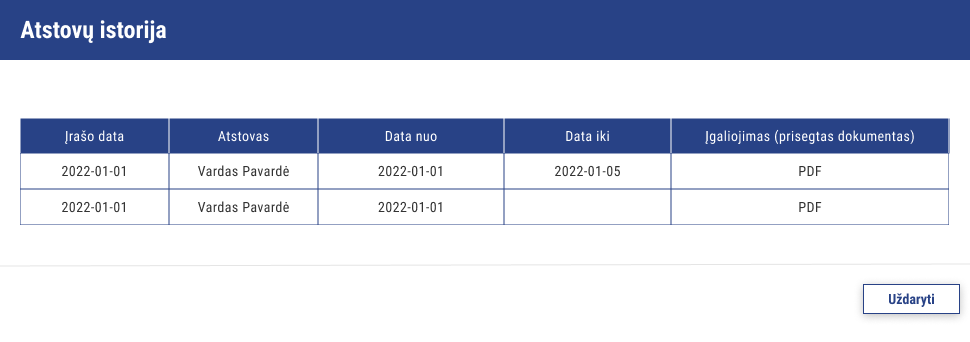 Atstovų istorija
Įrašo data Atstovas Data nuo Data iki Įgaliojimas (prisegtas dokumentas)
2022-01-01 Vardas Pavardė 2022-01-01 2022-01-05 PDF
2022-01-01 Vardas Pavardė 2022-01-01 PDF
Uždaryti